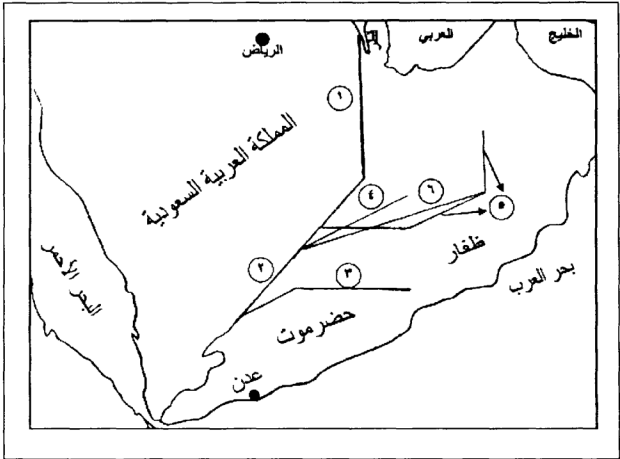 الرياض
العربي
الخليج
قطر
١
المملكة العربية السعودية
٤
٦
٥
ظفار
٢
٣
البحر الأحمر
بحر العرب
حضرموت
عدن